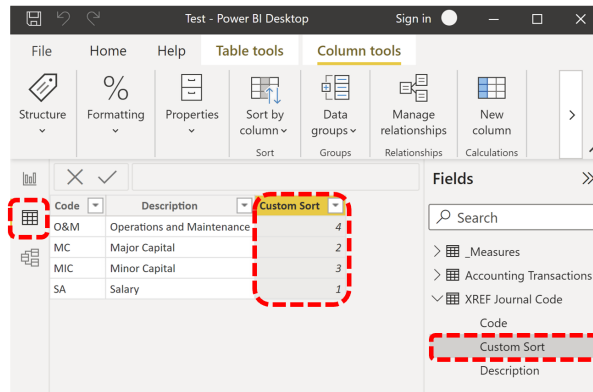 Test - Power BI Desktop Sign in
File Home Help Table tools Column tools
Structure Formatting Properties Sort by column Data groups Manage relationships New column
Sort Groups Relationships Calculations
Fields
Code Description Custom Sort
O&M Operations and Maintenance 4
MC Major Capital 2
MIC Minor Capital 3
SA Salary 1
Search
_Measures
Accounting Transactions
XREF Journal Code
Code
Custom Sort
Description